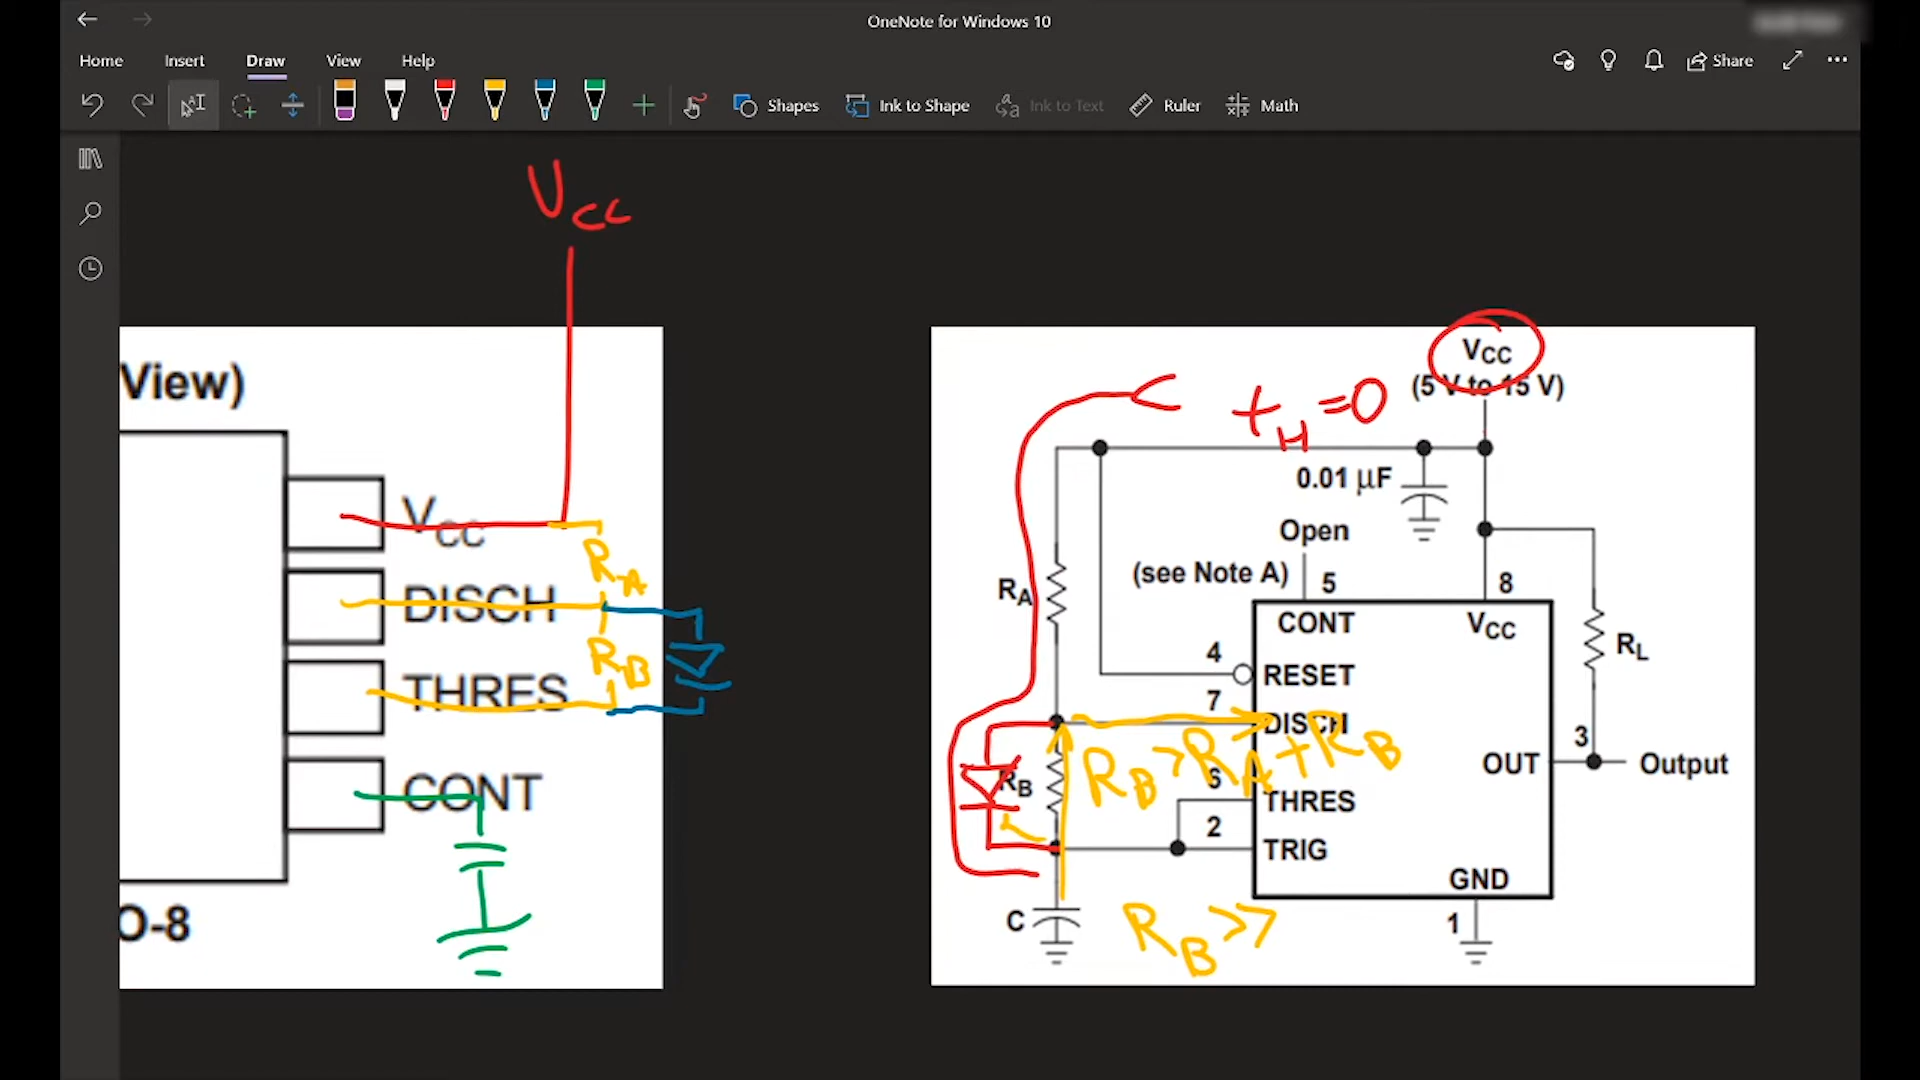 OneNote for Windows 10
Home Insert Draw View Help
Share
Shapes Ink to Shape Ink to Text Ruler Math
VCC
View)
VCC
RA
DISCH
RB
THRES
CONT
O-8
VCC
(5 V to 15 V)
tH=0
0.01 µF
Open
(see Note A)
5
8
RA
CONT
VCC
4
RESET
RL
7
DISCH
3
RB
RB>RA+RB
6
OUT
Output
THRES
2
TRIG
GND
C
RB>>
1